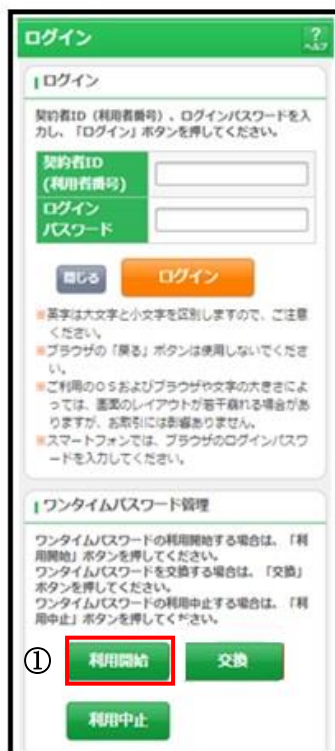 ログイン
?
ヘルプ
ログイン
契約者ID（利用者番号）、ログインパスワードを入
力し、「ログイン」ボタンを押してください。
契約者ID
(利用者番号)
ログイン
パスワード
閉じる
ログイン
※英字は大文字と小文字を区別しますので、ご注意
ください。
※ブラウザの「戻る」ボタンは使用しないでくださ
い。
※ご利用のOSおよびブラウザや文字の大きさによ
っては、画面のレイアウトが若干崩れる場合があ
りますが、お取引には影響ありません。
※スマートフォンでは、ブラウザのログインパスワ
ードを入力してください。
ワンタイムパスワード管理
ワンタイムパスワードの利用開始する場合は、「利
用開始」ボタンを押してください。
ワンタイムパスワードを交換する場合は、「交換」
ボタンを押してください。
ワンタイムパスワードの利用中止する場合は、「利
用中止」ボタンを押してください。
① 利用開始 交換
利用中止